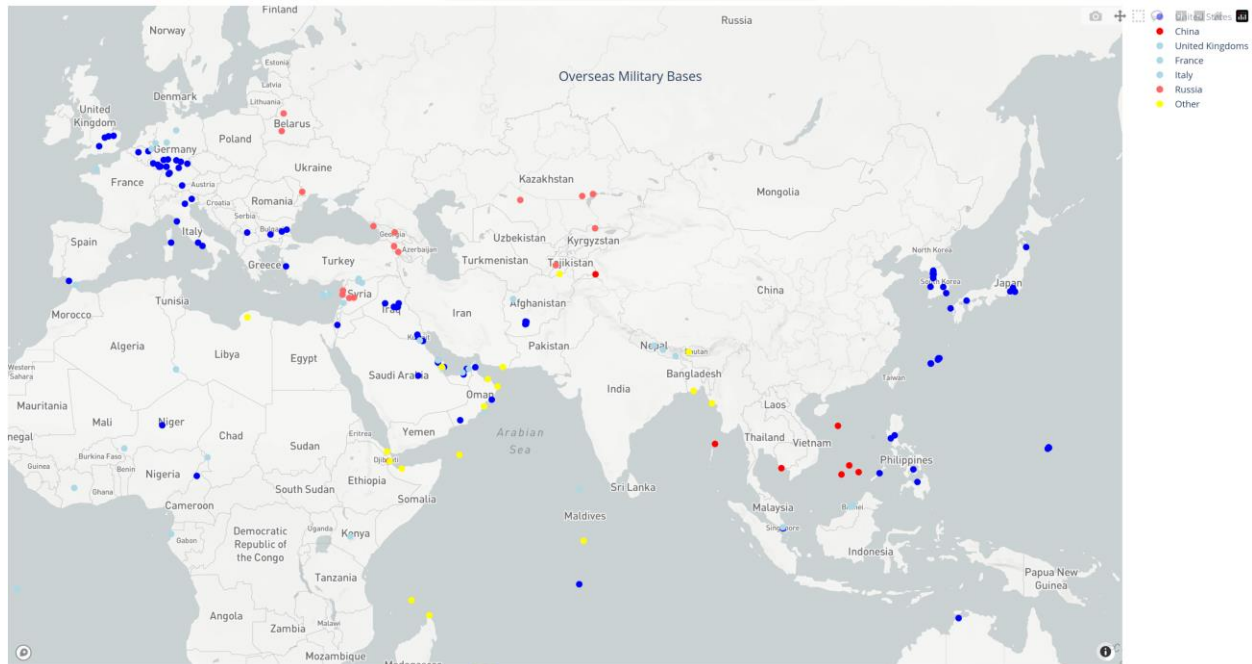 Finland
Russia
Norway
United States
China
Estonia
United Kingdoms
Latvia
France
Overseas Military Bases
Italy
Denmark
Lithuania
Russia
United
Kingdom
Other
Belarus
Poland
Germany
Ukraine
Kazakhstan
France
Austria
Mongolia
Croatia
Romania
Serbia
Italy
Georgia
Uzbekistan
Kyrgyzstan
Spain
Azerbaijan
North Korea
Greece
Turkey
Turkmenistan
Tajikistan
South Korea
Japan
China
Syria
Tunisia
Afghanistan
Morocco
Iraq
Iran
Algeria
Libya
Egypt
Pakistan
Nepal
Bhutan
Western
Sahara
Saudi Arabia
Bangladesh
Taiwan
India
Oman
Mauritania
Laos
Mali
Niger
Chad
Sudan
Eritrea
Yemen
Arabian
Sea
Thailand
Vietnam
negal
Burkina Faso
Djibouti
Philippines
Guinea
Benin
Nigeria
Ethiopia
Ghana
South Sudan
Sri Lanka
Somalia
Cameroon
Malaysia
Maldives
Singapore
Gabon
Democratic
Republic of
the Congo
Uganda
Kenya
Indonesia
Tanzania
Papua New
Guinea
Angola
Zambia
Malawi
Mozambique